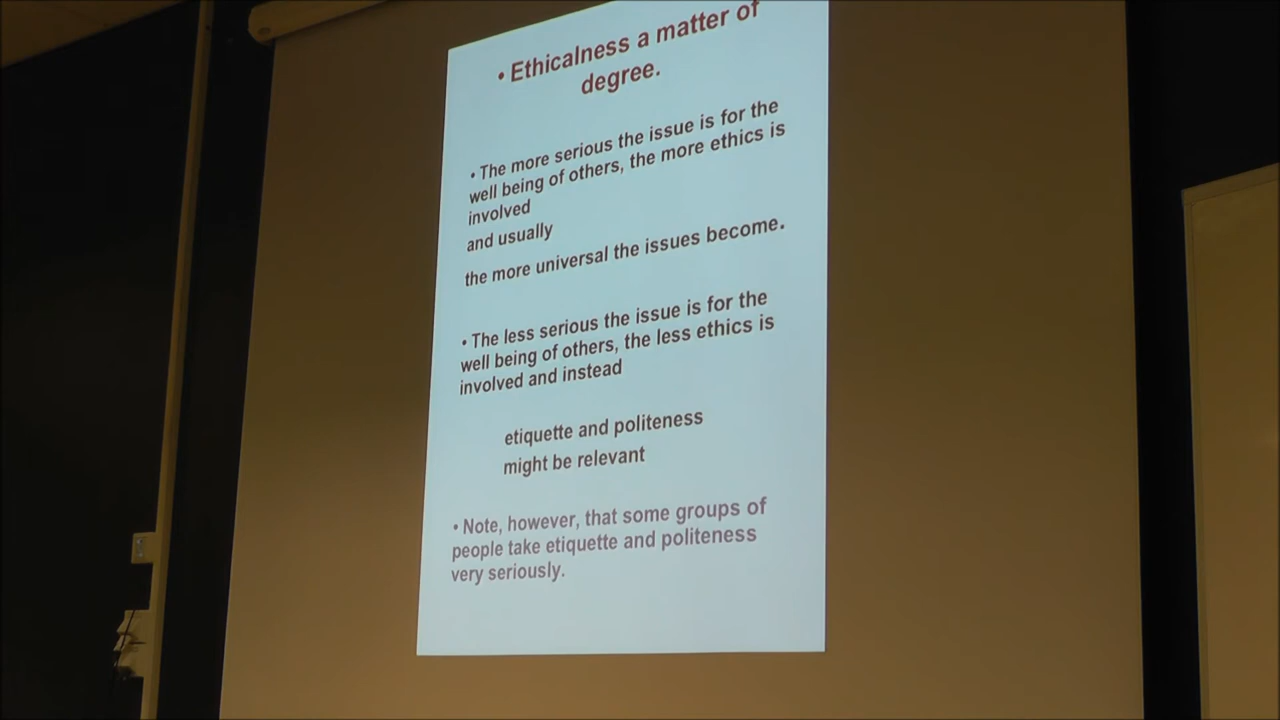 • Ethicalness a matter of
degree.
• The more serious the issue is for the
well being of others, the more ethics is
involved
and usually
the more universal the issues become.
• The less serious the issue is for the
well being of others, the less ethics is
involved and instead
etiquette and politeness
might be relevant
• Note, however, that some groups of
people take etiquette and politeness
very seriously.